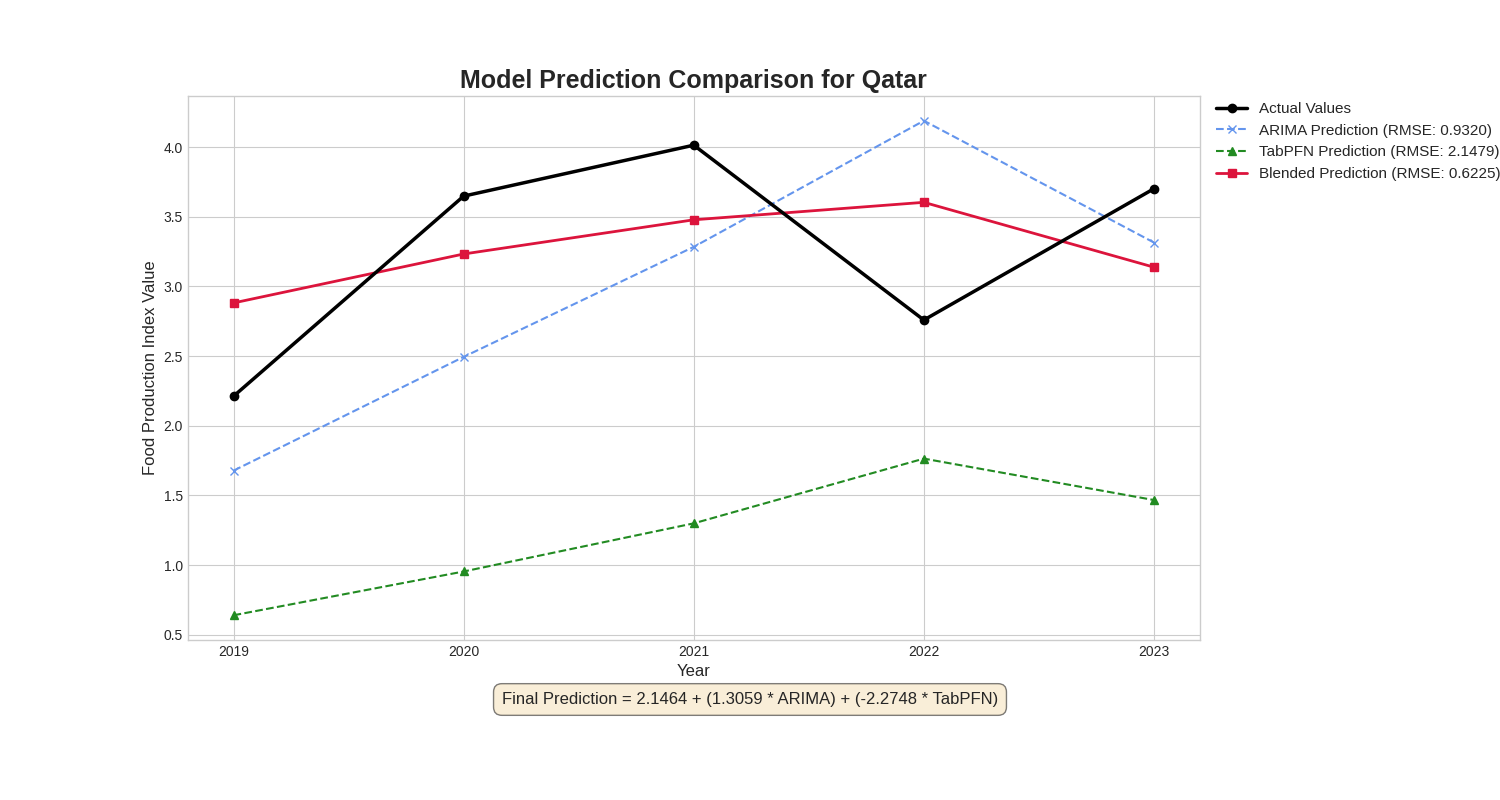 Model Prediction Comparison for Qatar
Actual Values
ARIMA Prediction (RMSE: 0.9320)
TabPFN Prediction (RMSE: 2.1479)
Blended Prediction (RMSE: 0.6225)
Food Production Index Value
4.0
3.5
3.0
2.5
2.0
1.5
1.0
0.5
2019 2020 2021 2022 2023
Year
Final Prediction = 2.1464 + (1.3059 * ARIMA) + (-2.2748 * TabPFN)